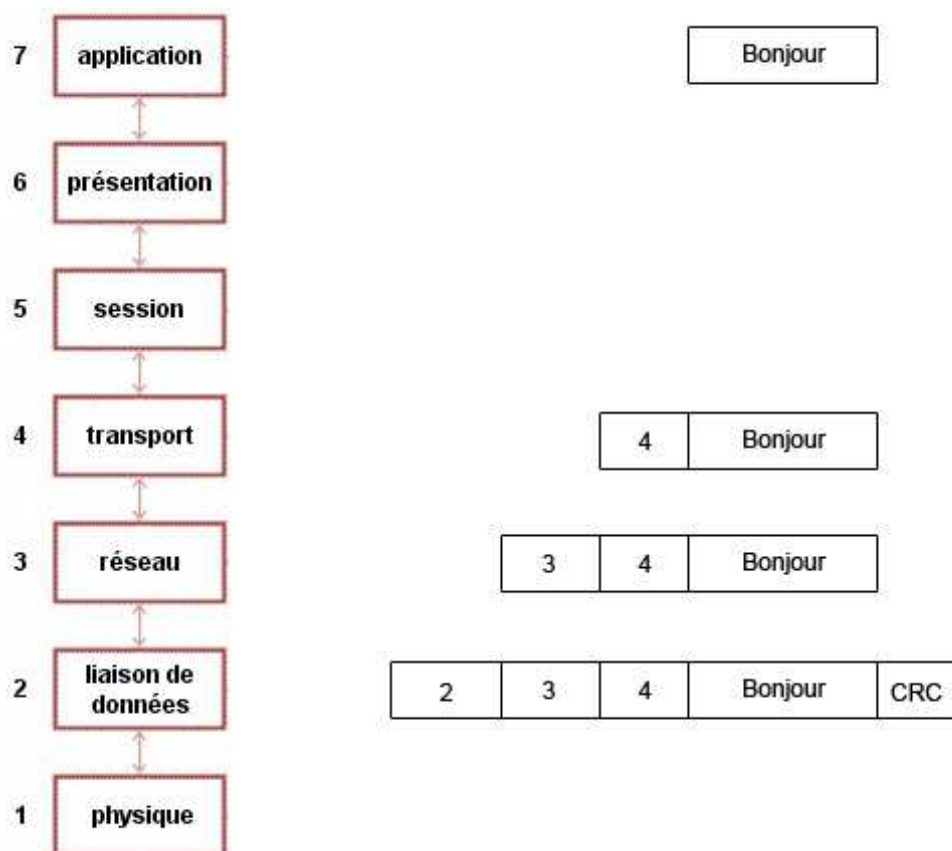 7 application Bonjour
6 présentation
5 session
4 transport 4 Bonjour
3 réseau 3 4 Bonjour
2 liaison de données 2 3 4 Bonjour CRC
1 physique